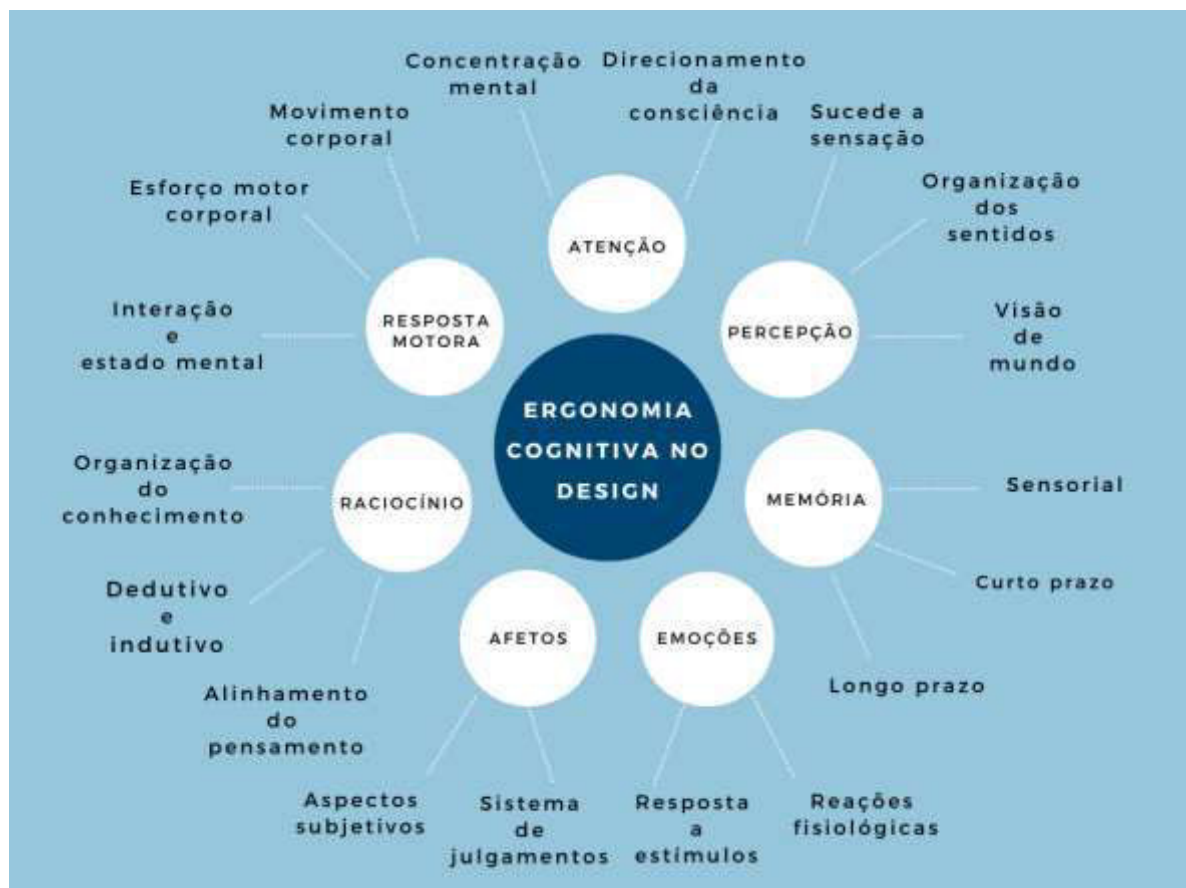 Concentração
mental
Direcionamento
da
consciência
Movimento
corporal
Sucede a
sensação
Esforço motor
corporal
Organização
dos
sentidos
ATENÇÃO
Interação
e
estado mental
RESPOSTA
MOTORA
PERCEPÇÃO
Visão
de
mundo
ERGONOMIA
COGNITIVA NO
DESIGN
Organização
do
conhecimento
RACIOCÍNIO
MEMÓRIA
Sensorial
Dedutivo
e
indutivo
Curto prazo
AFETOS
EMOÇÕES
Alinhamento
do
pensamento
Longo prazo
Aspectos
subjetivos
Sistema
de
julgamentos
Resposta
a
estímulos
Reações
fisiológicas